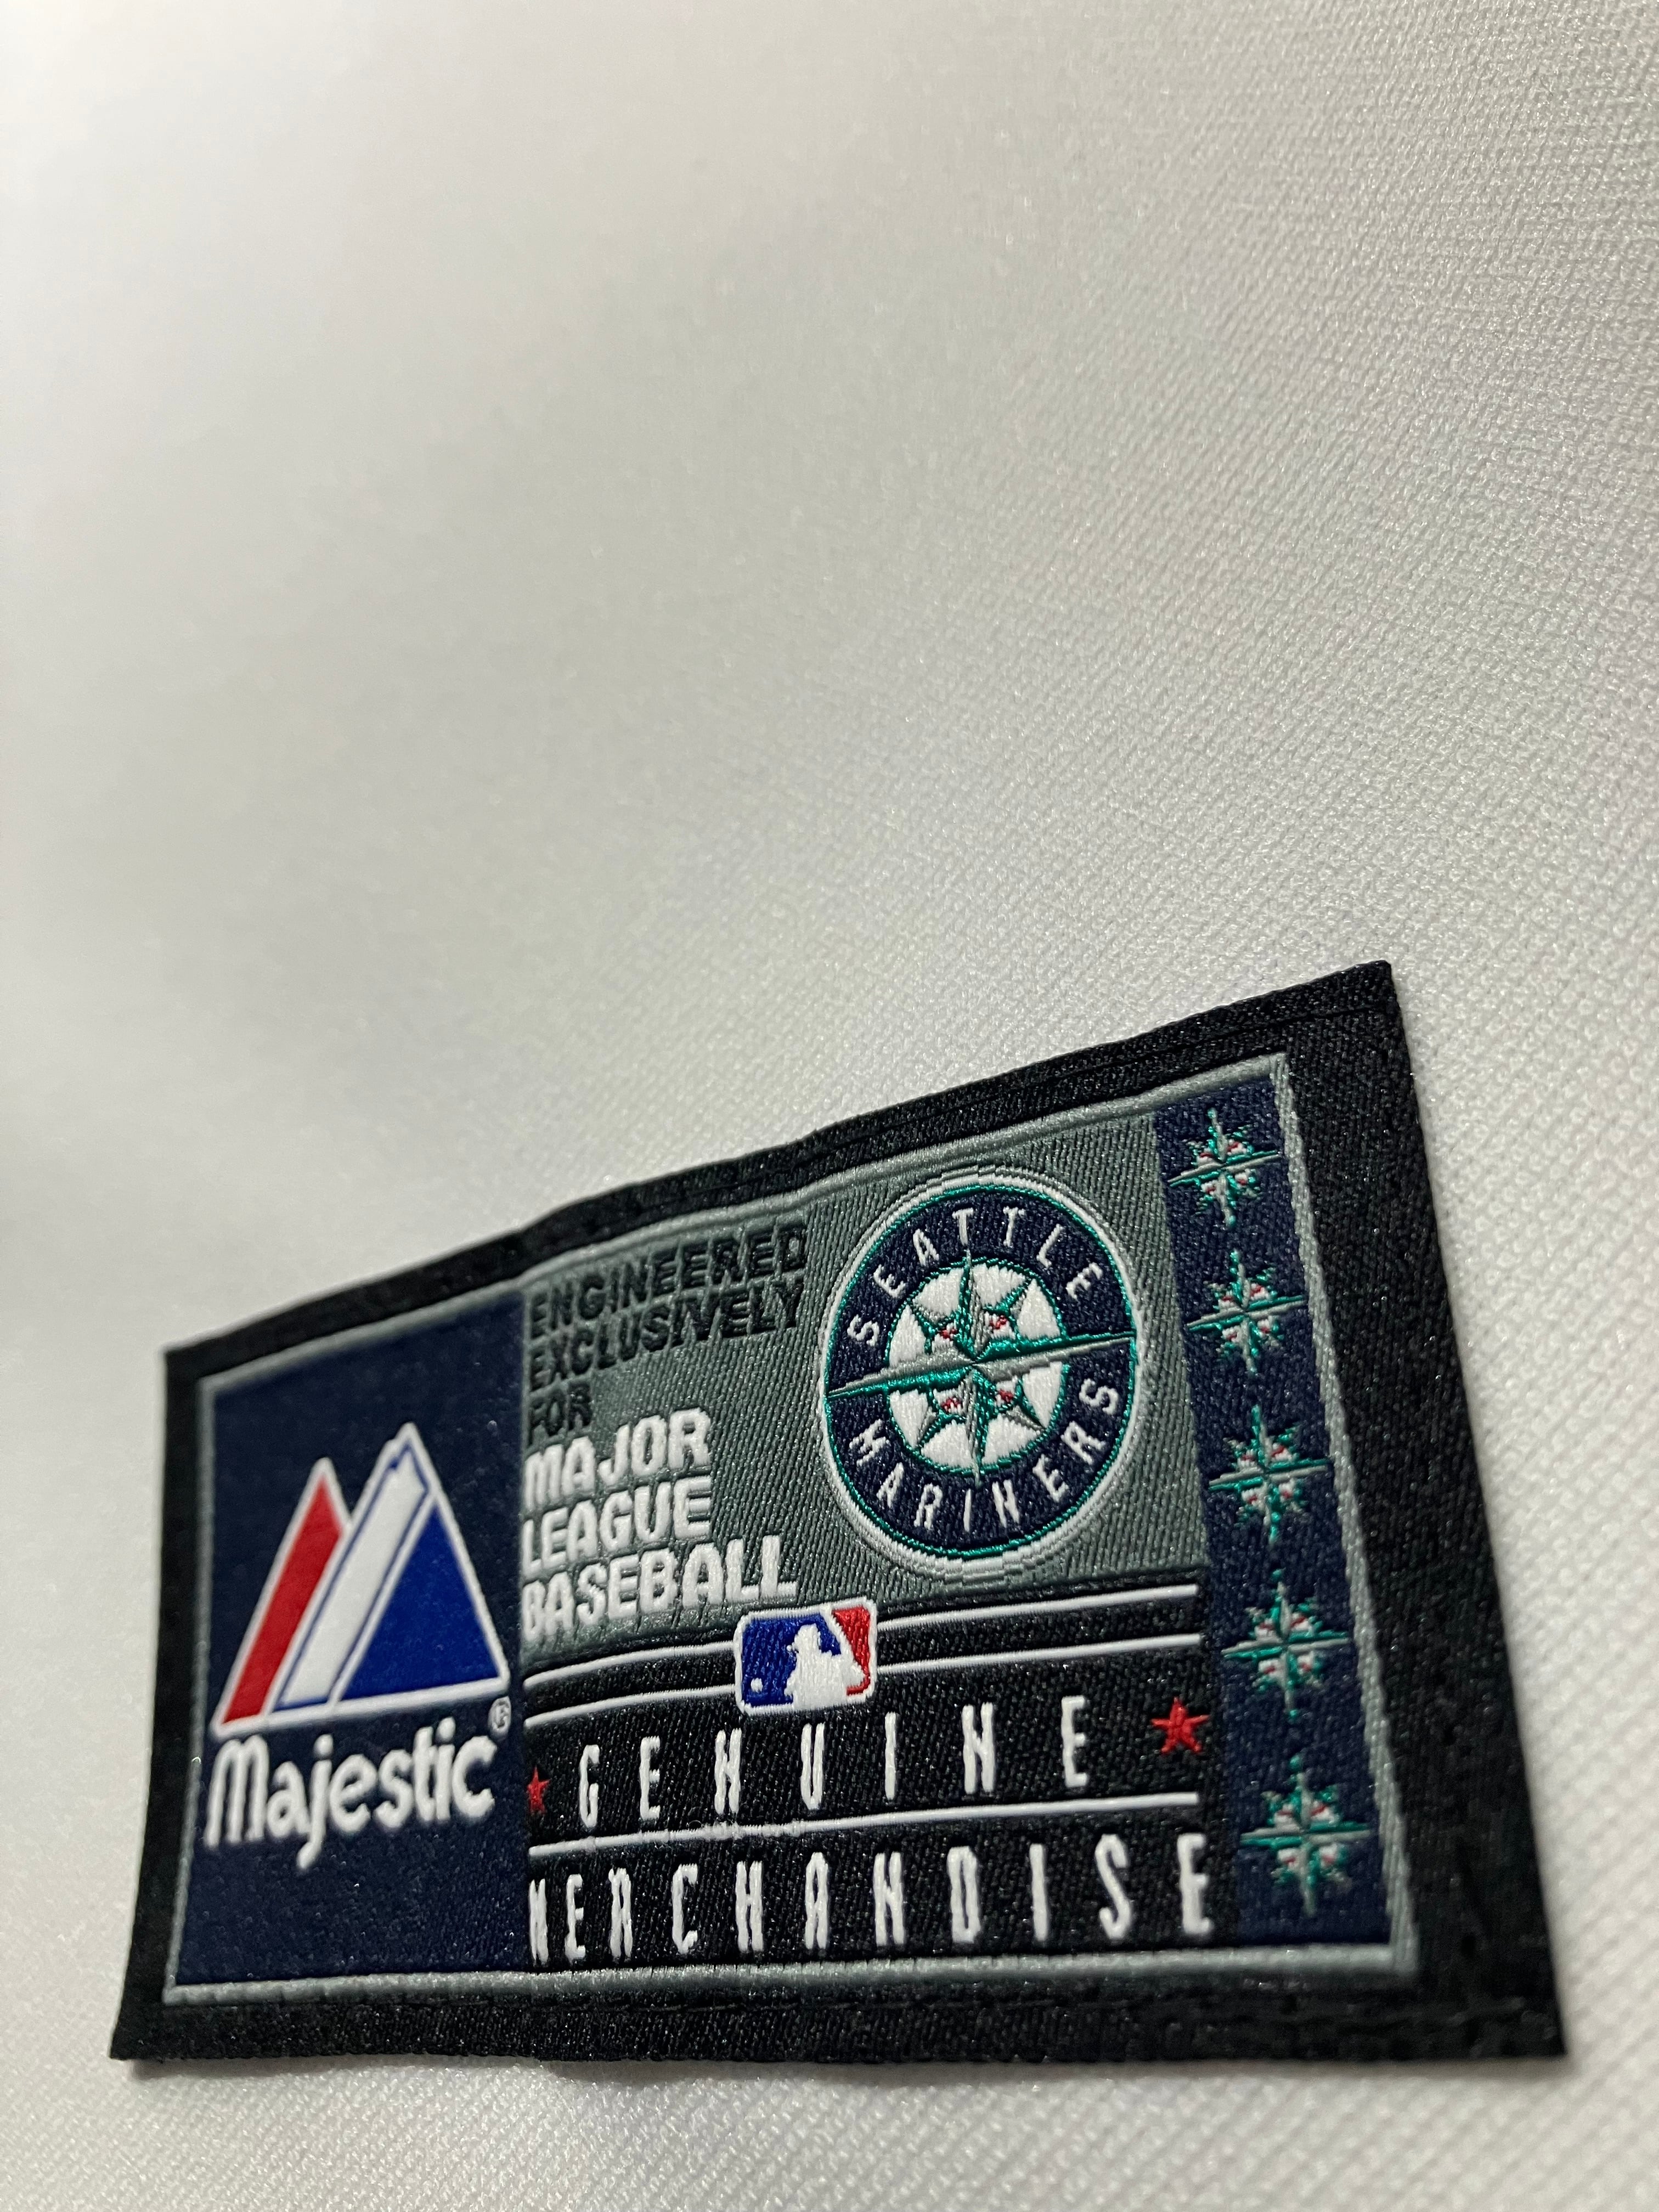 ENGINEERED
EXCLUSIVELY
FOR
MAJOR
LEAGUE
BASEBALL
SEATTLE
MARINERS
Majestic®
GENUINE
MERCHANDISE